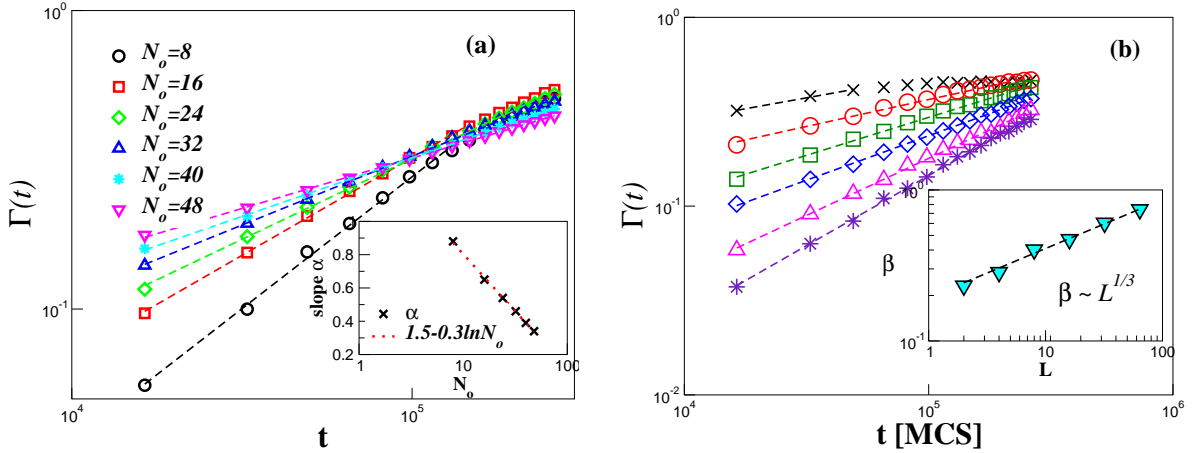 10^0
(a)
N_o=8
N_o=16
N_o=24
N_o=32
N_o=40
N_o=48
Γ(t)
10^-1
10^4
10^5
t
0.8
0.6
0.4
0.2
slope α
α
1.5-0.3lnN_o
1
10
100
N_o
10^0
(b)
Γ(t)
10^-1
10^-2
10^4
10^5
10^6
t [MCS]
10^0
β
10^-1
β ~ L^1/3
1
10
100
L